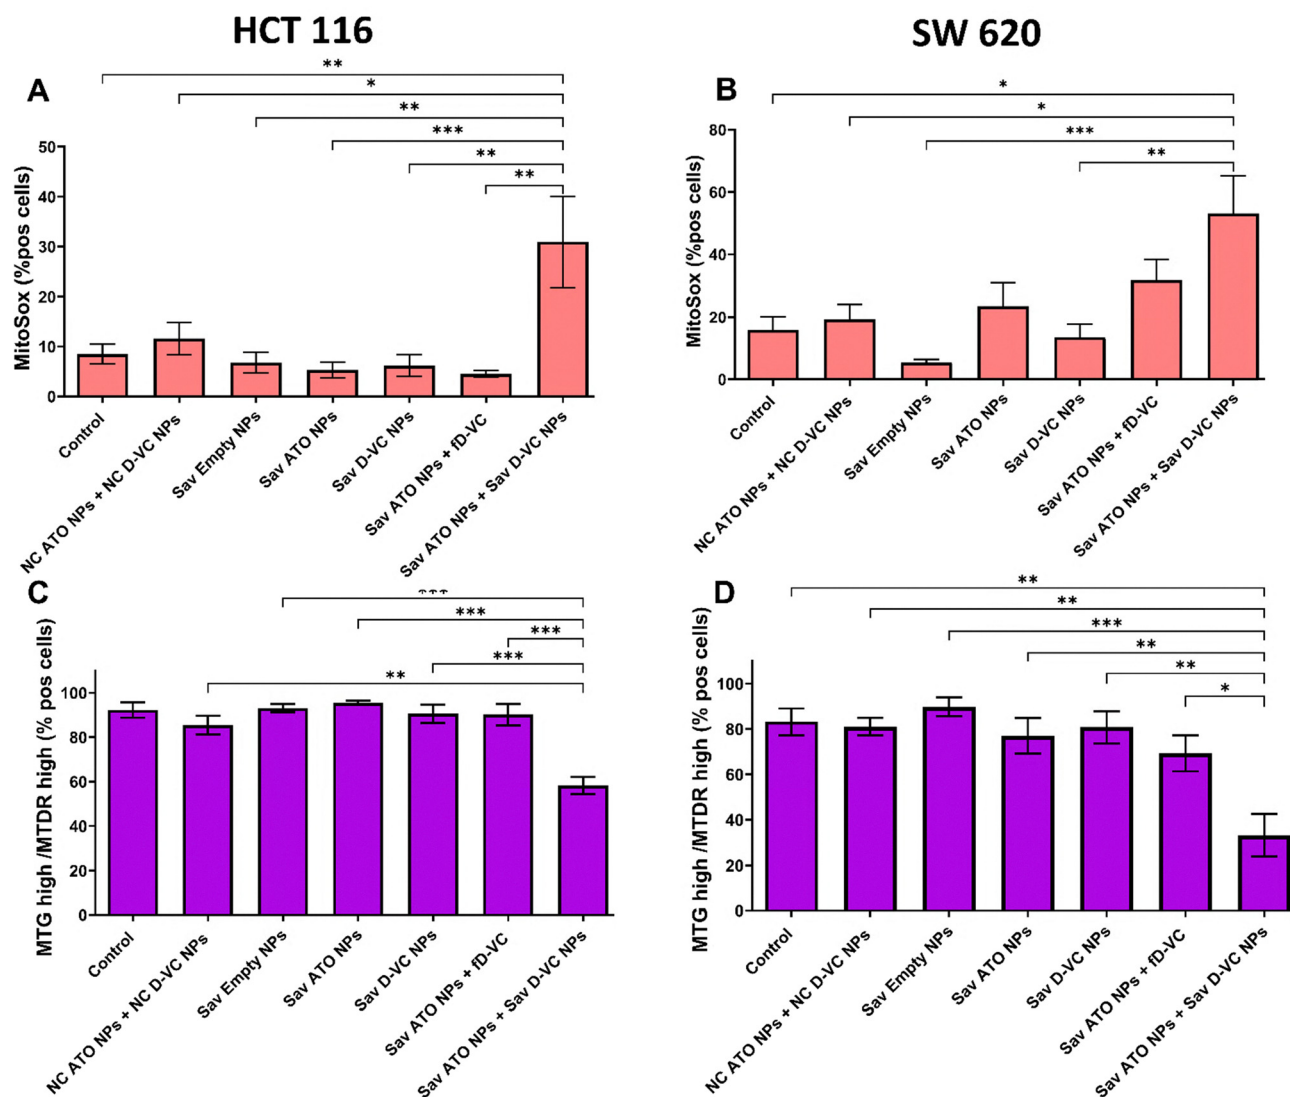 HCT 116
SW 620
A
**
*
**
***
**
**
MitoSox (%pos cells)
50
40
30
20
10
0
Control
NC ATO NPs + NC D-VC NPs
Sav Empty NPs
Sav ATO NPs
Sav D-VC NPs
Sav ATO NPs + fD-VC
Sav ATO NPs + Sav D-VC NPs
B
*
*
***
**
MitoSox (%pos cells)
80
60
40
20
0
Control
NC ATO NPs + NC D-VC NPs
Sav Empty NPs
Sav ATO NPs
Sav D-VC NPs
Sav ATO NPs + fD-VC
Sav ATO NPs + Sav D-VC NPs
C
***
***
***
***
**
MTG high /MTDR high (% pos cells)
100
80
60
40
20
0
Control
NC ATO NPs + NC D-VC NPs
Sav Empty NPs
Sav ATO NPs
Sav D-VC NPs
Sav ATO NPs + fD-VC
Sav ATO NPs + Sav D-VC NPs
D
**
**
***
**
**
*
MTG high /MTDR high (% pos cells)
100
80
60
40
20
0
Control
NC ATO NPs + NC D-VC NPs
Sav Empty NPs
Sav ATO NPs
Sav D-VC NPs
Sav ATO NPs + fD-VC
Sav ATO NPs + Sav D-VC NPs